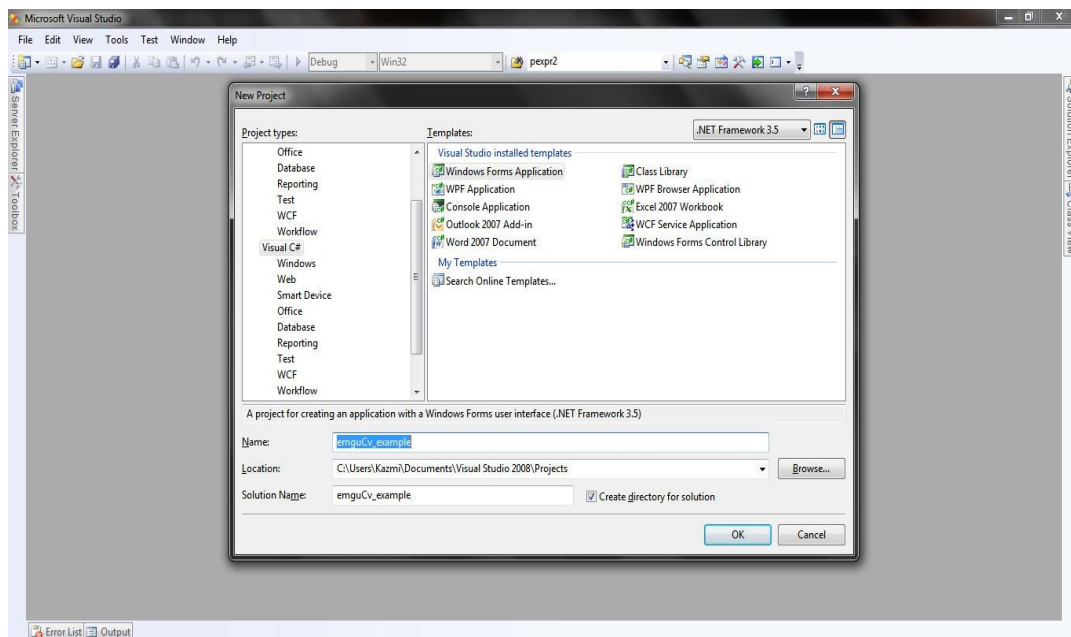 Microsoft Visual Studio
File Edit View Tools Test Window Help
Debug Win32 pexpr2
Server Explorer
Toolbox
Solution Explorer
Class View
New Project
Project types:
Templates:
.NET Framework 3.5
Office
Database
Reporting
Test
WCF
Workflow
Visual C#
Windows
Web
Smart Device
Office
Database
Reporting
Test
WCF
Workflow
Visual Studio installed templates
Windows Forms Application
Class Library
WPF Application
WPF Browser Application
Console Application
Excel 2007 Workbook
Outlook 2007 Add-in
WCF Service Application
Word 2007 Document
Windows Forms Control Library
My Templates
Search Online Templates...
A project for creating an application with a Windows Forms user interface (.NET Framework 3.5)
Name:
emguCv_example
Location:
C:\Users\Kazmi\Documents\Visual Studio 2008\Projects
Browse...
Solution Name:
emguCv_example
Create directory for solution
OK
Cancel
Error List
Output